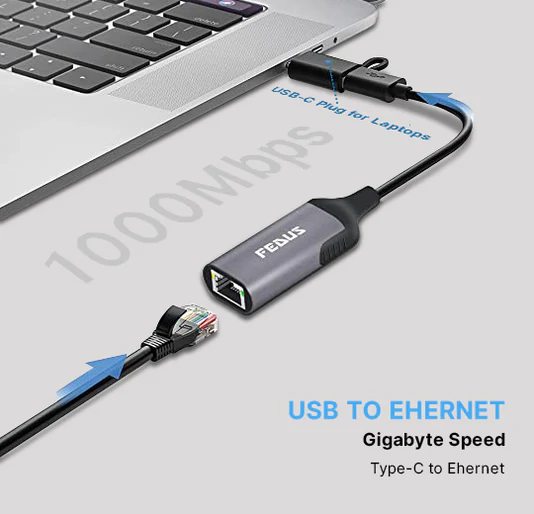 USB-C Plug for Laptops
1000Mbps
FEDUS
USB TO EHERNET
Gigabyte Speed
Type-C to Ehernet